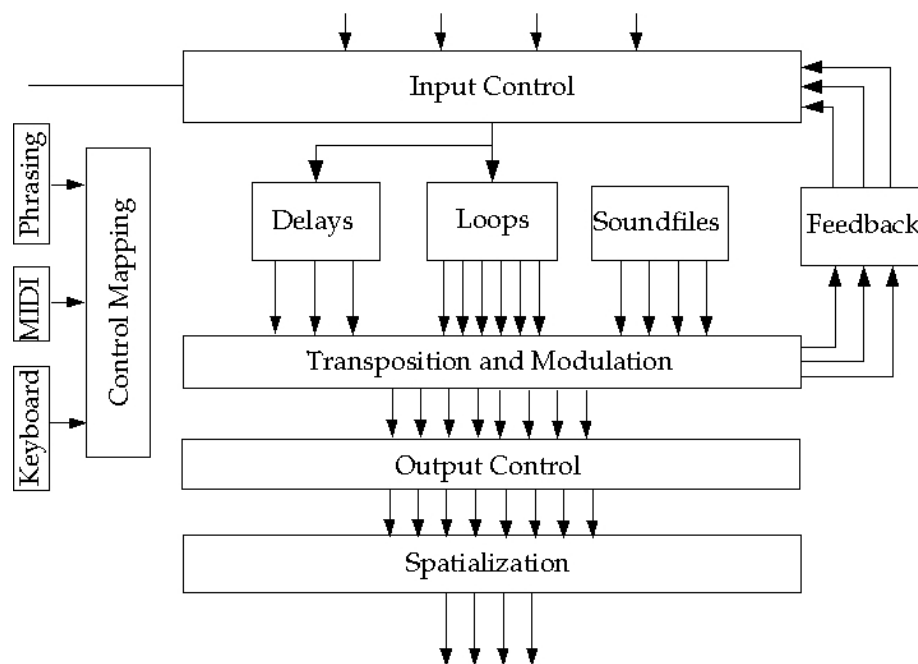 Input Control
Phrasing
MIDI
Keyboard
Control Mapping
Delays
Loops
Soundfiles
Feedback
Transposition and Modulation
Output Control
Spatialization